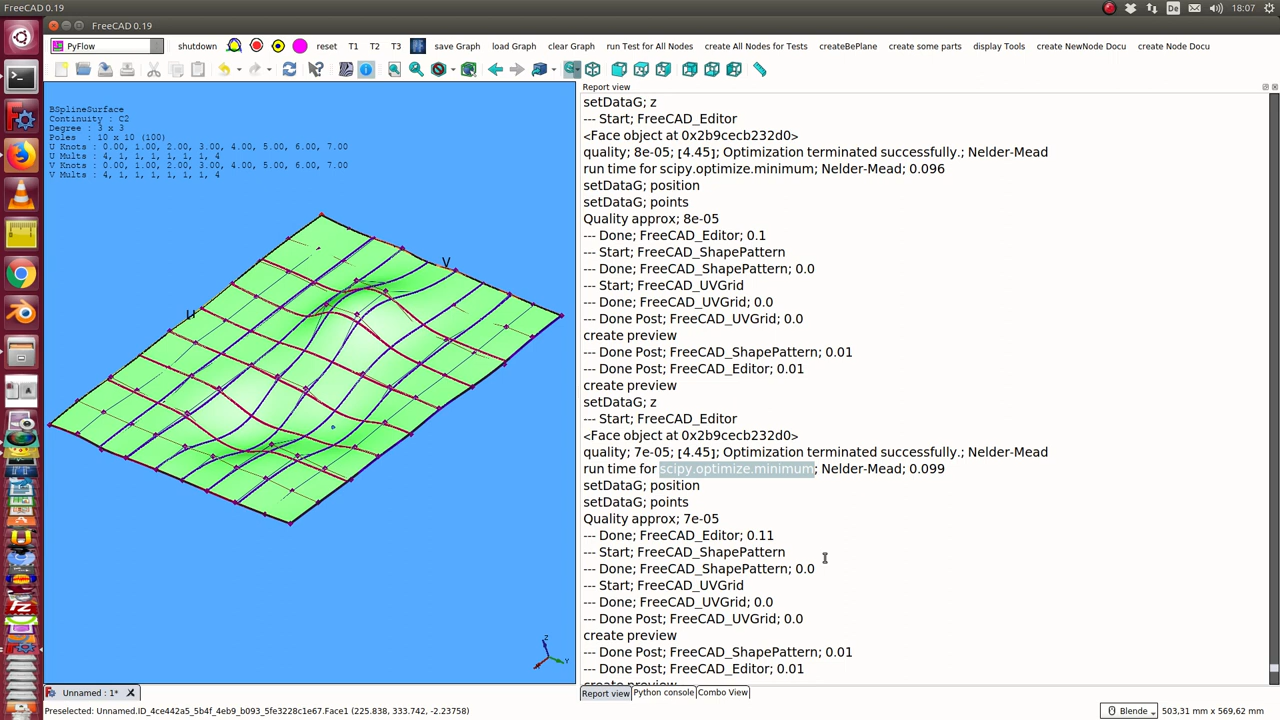 FreeCAD 0.19
De
18:07
FreeCAD 0.19
PyFlow
shutdown
reset
T1
T2
T3
save Graph
load Graph
clear Graph
run Test for All Nodes
create All Nodes for Tests
createBePlane
create some parts
display Tools
create NewNode Docu
create Node Docu
BSplineSurface
Continuity : C2
Degree : 3 x 3
Poles : 10 x 10 (100)
U Knots : 0.00, 1.00, 2.00, 3.00, 4.00, 5.00, 6.00, 7.00
U Mults : 4, 1, 1, 1, 1, 1, 1, 4
V Knots : 0.00, 1.00, 2.00, 3.00, 4.00, 5.00, 6.00, 7.00
V Mults : 4, 1, 1, 1, 1, 1, 1, 4
V
U
Z
Y
Report view
setDataG; z
--- Start; FreeCAD_Editor
<Face object at 0x2b9cecb232d0>
quality; 8e-05; [4.45]; Optimization terminated successfully.; Nelder-Mead
run time for scipy.optimize.minimum; Nelder-Mead; 0.096
setDataG; position
setDataG; points
Quality approx; 8e-05
--- Done; FreeCAD_Editor; 0.1
--- Start; FreeCAD_ShapePattern
--- Done; FreeCAD_ShapePattern; 0.0
--- Start; FreeCAD_UVGrid
--- Done; FreeCAD_UVGrid; 0.0
--- Done Post; FreeCAD_UVGrid; 0.0
create preview
--- Done Post; FreeCAD_ShapePattern; 0.01
--- Done Post; FreeCAD_Editor; 0.01
create preview
setDataG; z
--- Start; FreeCAD_Editor
<Face object at 0x2b9cecb232d0>
quality; 7e-05; [4.45]; Optimization terminated successfully.; Nelder-Mead
run time for scipy.optimize.minimum; Nelder-Mead; 0.099
setDataG; position
setDataG; points
Quality approx; 7e-05
--- Done; FreeCAD_Editor; 0.11
--- Start; FreeCAD_ShapePattern
--- Done; FreeCAD_ShapePattern; 0.0
--- Start; FreeCAD_UVGrid
--- Done; FreeCAD_UVGrid; 0.0
--- Done Post; FreeCAD_UVGrid; 0.0
create preview
--- Done Post; FreeCAD_ShapePattern; 0.01
--- Done Post; FreeCAD_Editor; 0.01
create preview
Unnamed : 1*
Report view
Python console
Combo View
Preselected: Unnamed.ID_4ce442a5_5b4f_4eb9_b093_5fe3228c1e67.Face1 (225.838, 333.742, -2.23758)
Blende
503,31 mm x 569,62 mm